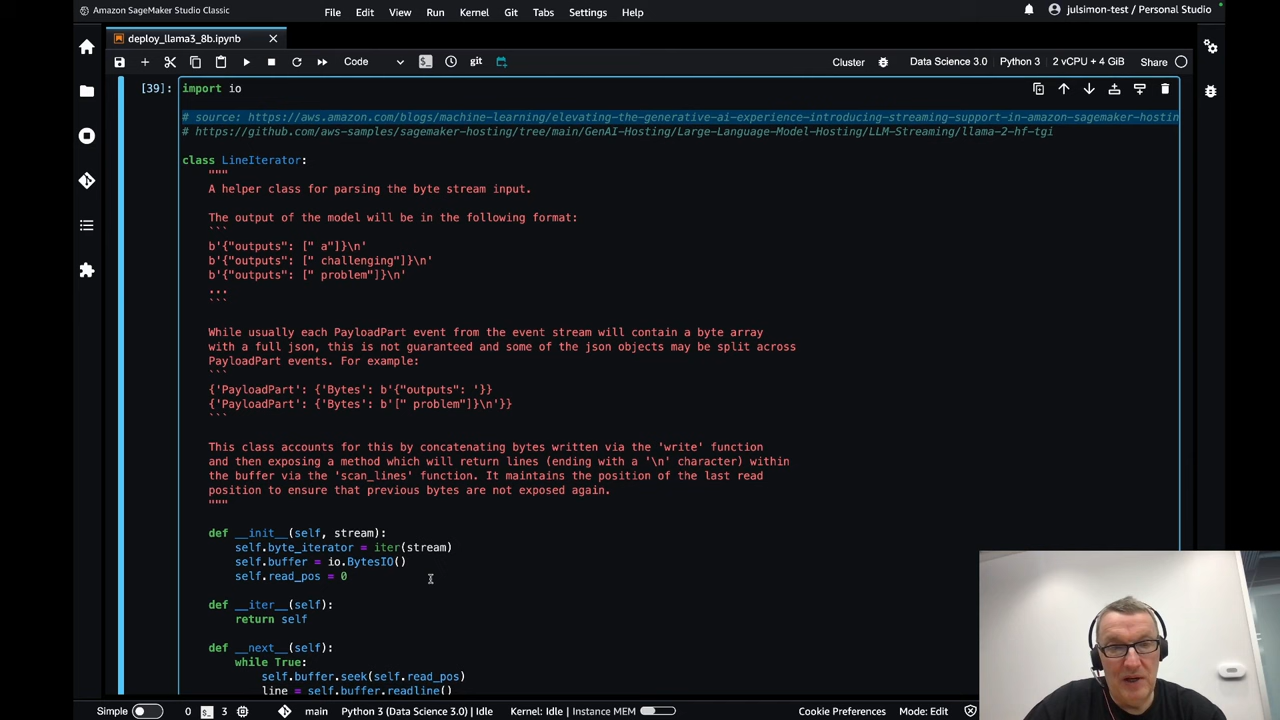 Amazon SageMaker Studio Classic
File Edit View Run Kernel Git Tabs Settings Help
julsimon-test / Personal Studio
deploy_llama3_8b.ipynb
Code
git
Cluster
Data Science 3.0 Python 3 2 vCPU + 4 GiB Share
[39]: import io
# source: https://aws.amazon.com/blogs/machine-learning/elevating-the-generative-ai-experience-introducing-streaming-support-in-amazon-sagemaker-hostin
# https://github.com/aws-samples/sagemaker-hosting/tree/main/GenAI-Hosting/Large-Language-Model-Hosting/LLM-Streaming/llama-2-hf-tgi
class LineIterator:
"""
A helper class for parsing the byte stream input.
The output of the model will be in the following format:
```
b'{"outputs": [" a"]}\n'
b'{"outputs": [" challenging"]}\n'
b'{"outputs": [" problem"]}\n'
...
```
While usually each PayloadPart event from the event stream will contain a byte array
with a full json, this is not guaranteed and some of the json objects may be split across
PayloadPart events. For example:
```
{'PayloadPart': {'Bytes': b'{"outputs": '}}
{'PayloadPart': {'Bytes': b'[" problem"]}\n'}}
```
This class accounts for this by concatenating bytes written via the 'write' function
and then exposing a method which will return lines (ending with a '\n' character) within
the buffer via the 'scan_lines' function. It maintains the position of the last read
position to ensure that previous bytes are not exposed again.
"""
def __init__(self, stream):
self.byte_iterator = iter(stream)
self.buffer = io.BytesIO()
self.read_pos = 0
def __iter__(self):
return self
def __next__(self):
while True:
self.buffer.seek(self.read_pos)
line = self.buffer.readline()
Simple 0 3 main Python 3 (Data Science 3.0) | Idle Kernel: Idle | Instance MEM Cookie Preferences Mode: Edit